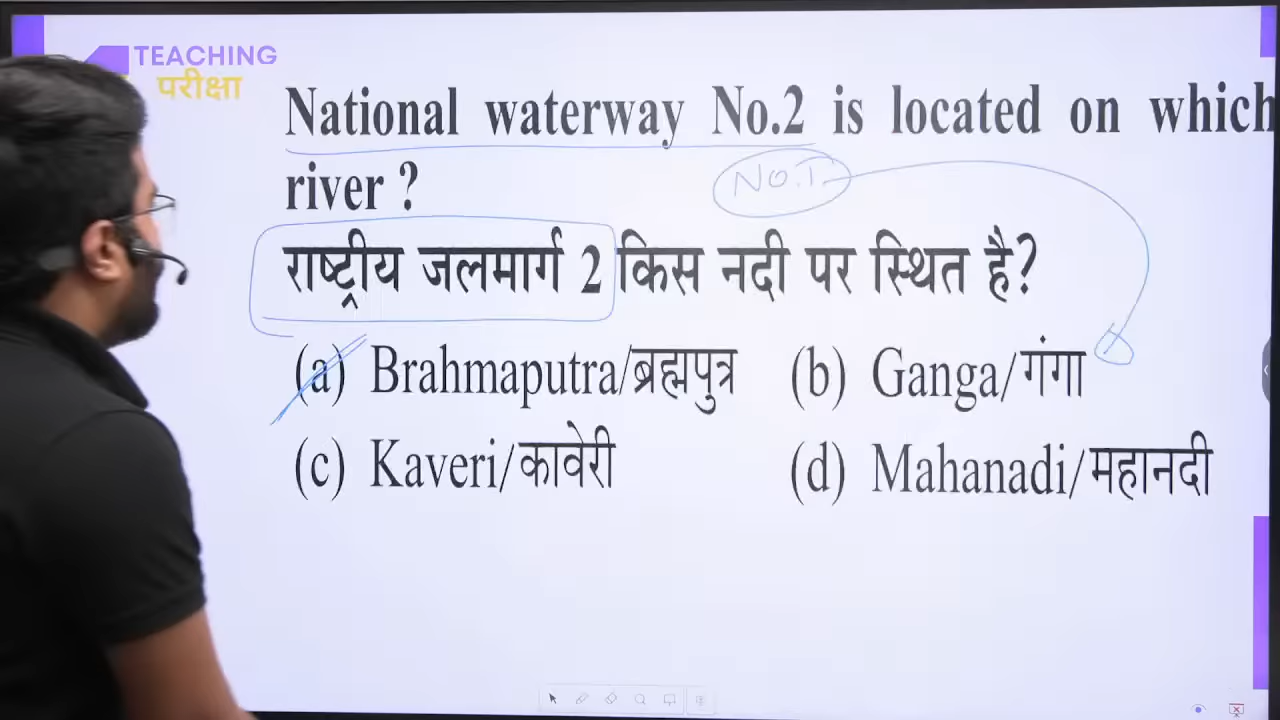 TEACHING
परीक्षा
National waterway No.2 is located on which
river ?
No.1
राष्ट्रीय जलमार्ग 2 किस नदी पर स्थित है?
(a) Brahmaputra/ब्रह्मपुत्र (b) Ganga/गंगा
(c) Kaveri/कावेरी (d) Mahanadi/महानदी